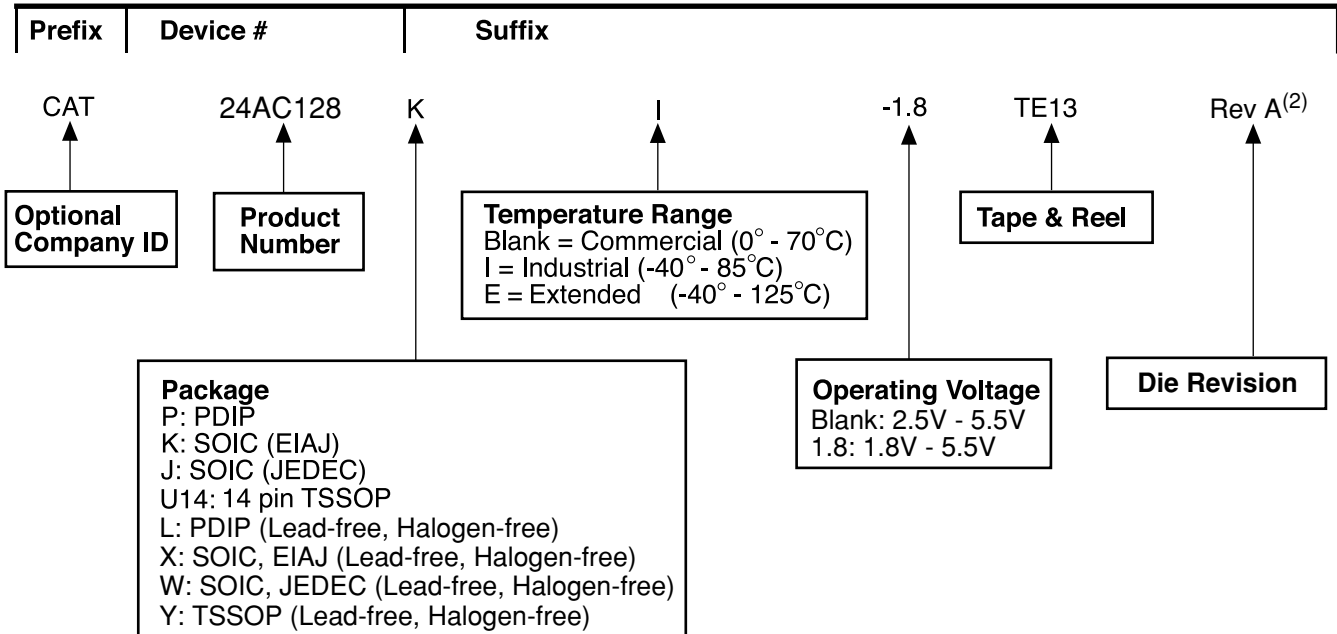 Prefix Device # Suffix
CAT 24AC128 K I -1.8 TE13 Rev A(2)
Optional
Company ID
Product
Number
Temperature Range
Blank = Commercial (0° - 70°C)
I = Industrial (-40° - 85°C)
E = Extended (-40° - 125°C)
Tape & Reel
Package
P: PDIP
K: SOIC (EIAJ)
J: SOIC (JEDEC)
U14: 14 pin TSSOP
L: PDIP (Lead-free, Halogen-free)
X: SOIC, EIAJ (Lead-free, Halogen-free)
W: SOIC, JEDEC (Lead-free, Halogen-free)
Y: TSSOP (Lead-free, Halogen-free)
Operating Voltage
Blank: 2.5V - 5.5V
1.8: 1.8V - 5.5V
Die Revision